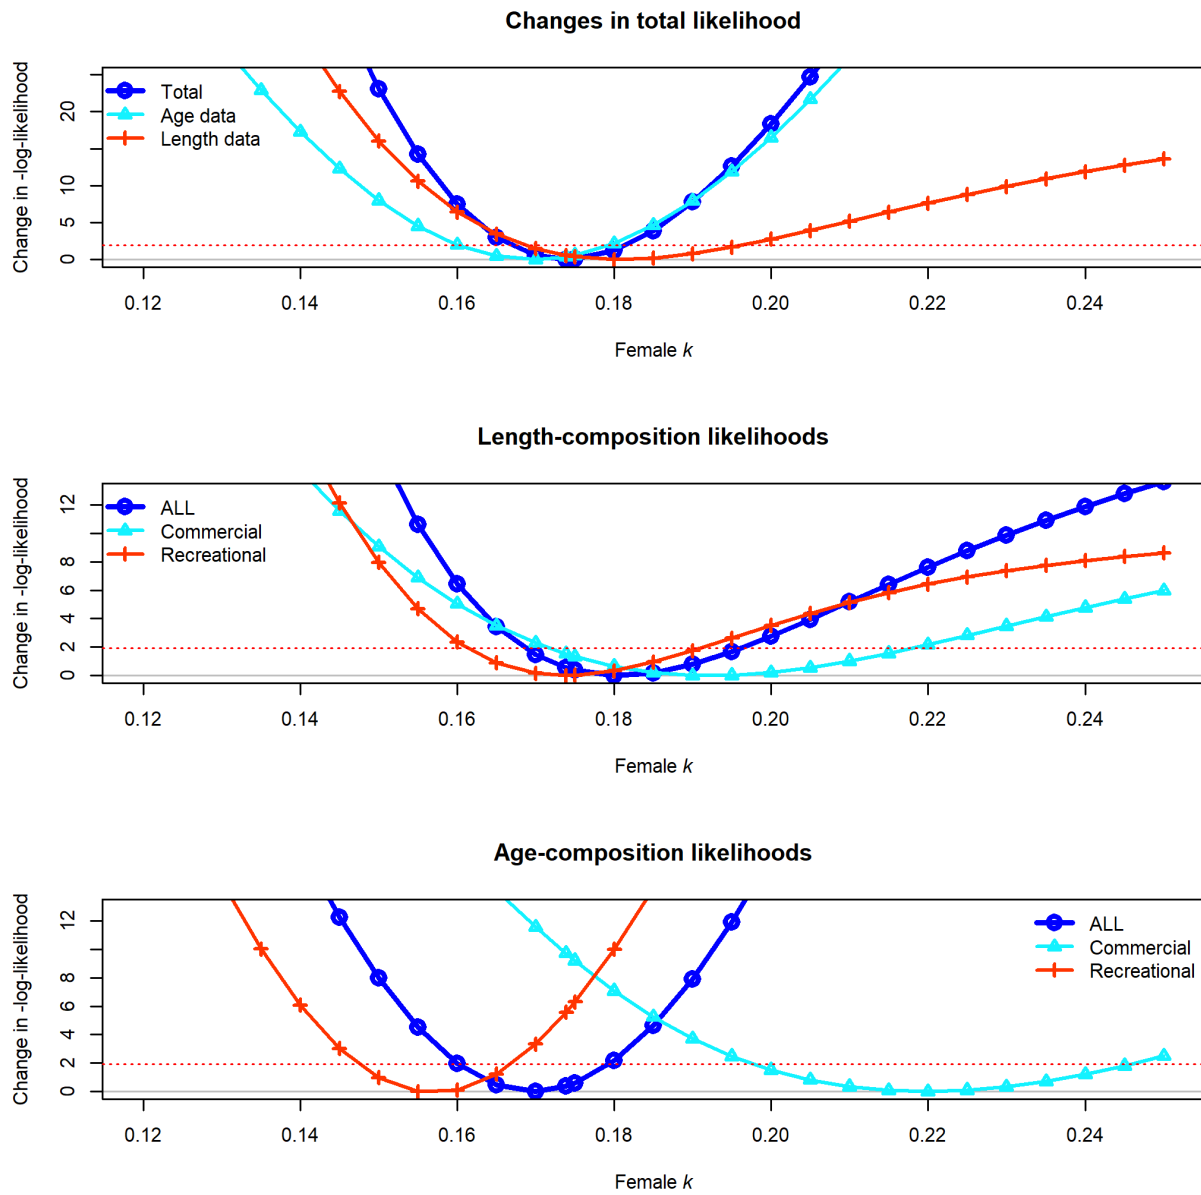 Changes in total likelihood
Change in -log-likelihood
20
10
5
0
Total
Age data
Length data
0.12 0.14 0.16 0.18 0.20 0.22 0.24
Female k
Length-composition likelihoods
Change in -log-likelihood
12
8
6
4
2
0
ALL
Commercial
Recreational
0.12 0.14 0.16 0.18 0.20 0.22 0.24
Female k
Age-composition likelihoods
Change in -log-likelihood
12
8
6
4
2
0
ALL
Commercial
Recreational
0.12 0.14 0.16 0.18 0.20 0.22 0.24
Female k